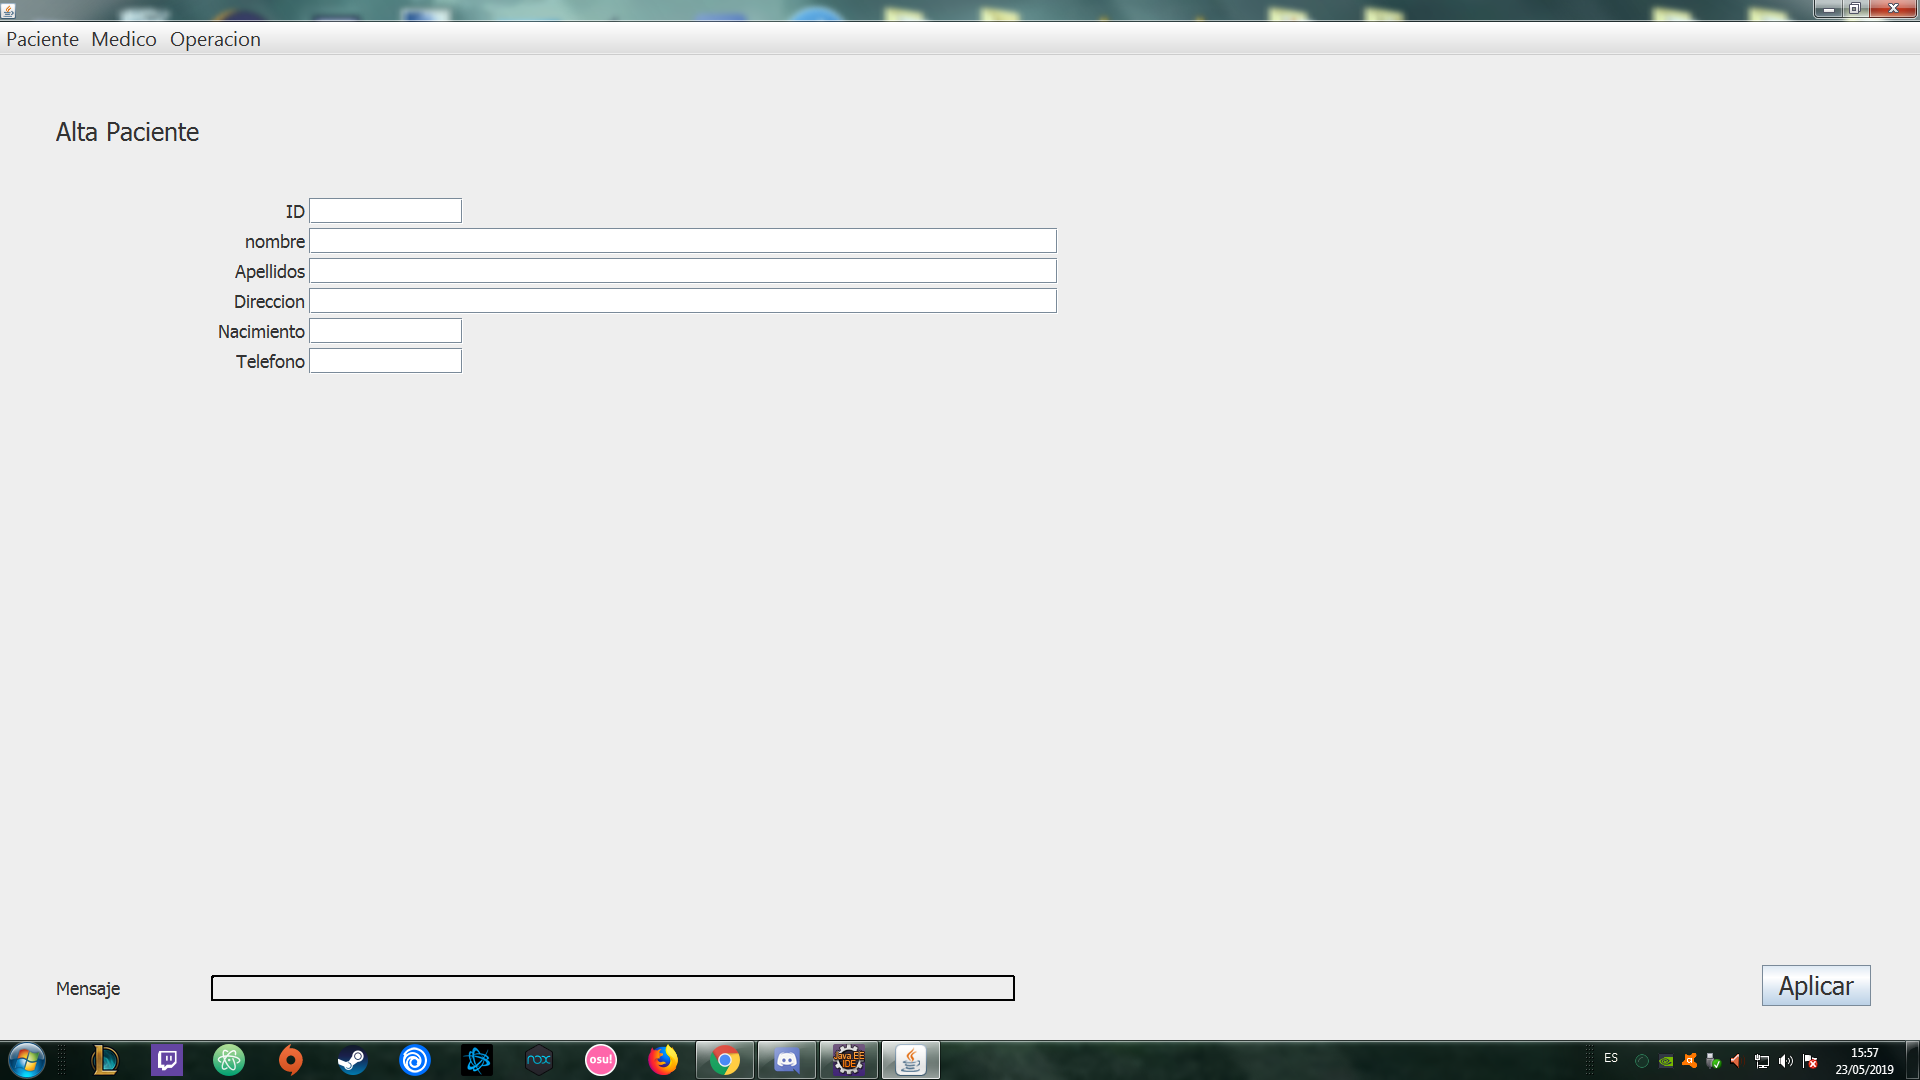 Paciente Medico Operacion
Alta Paciente
ID
nombre
Apellidos
Direccion
Nacimiento
Telefono
Mensaje
Aplicar
nox
osu!
Java EE
IDE
ES
15:57
23/05/2019